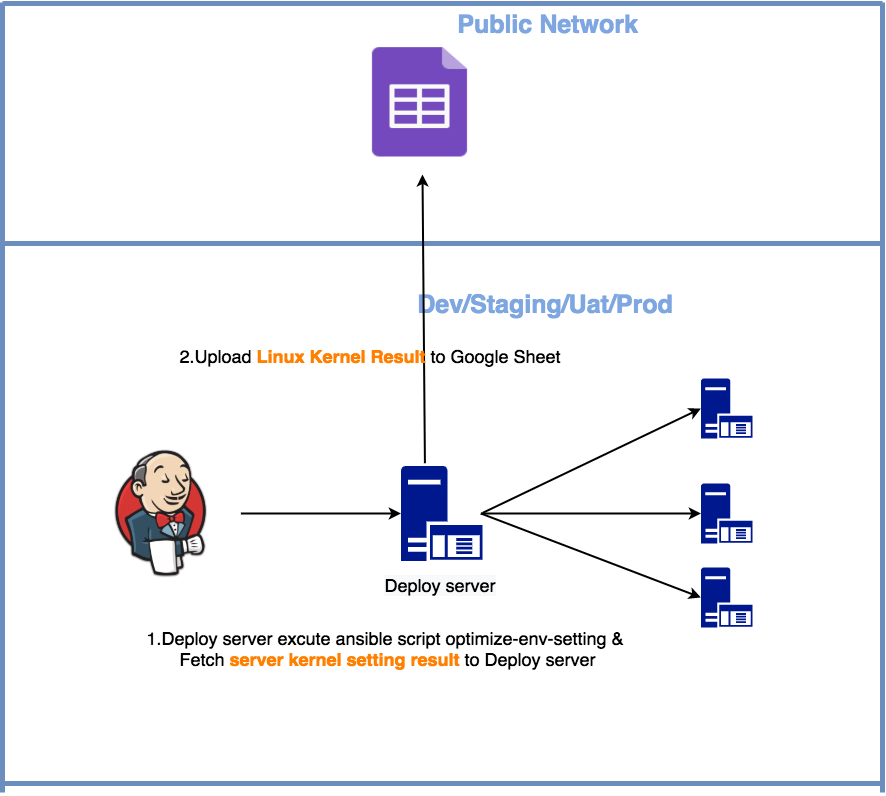 Public Network
Dev/Staging/Uat/Prod
2.Upload Linux Kernel Result to Google Sheet
Deploy server
1.Deploy server excute ansible script optimize-env-setting &
Fetch server kernel setting result to Deploy server